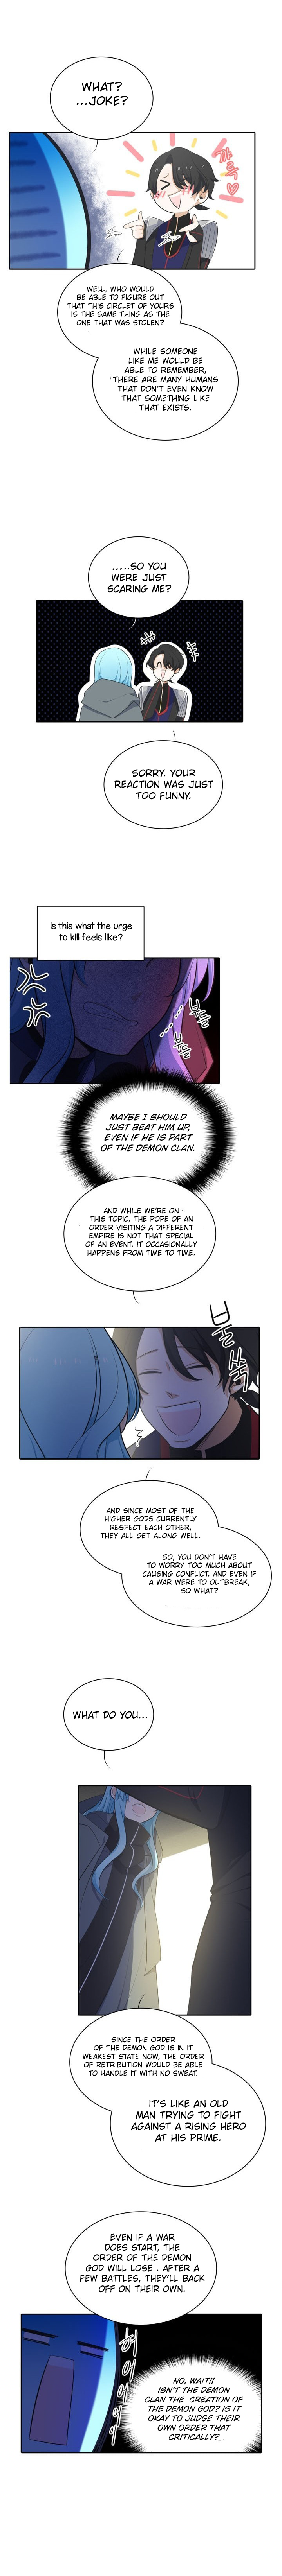 WHAT?
...JOKE?
갸
륵♡
WELL, WHO WOULD
BE ABLE TO FIGURE OUT
THAT THIS CIRCLET OF YOURS
IS THE SAME THING AS THE
ONE THAT WAS STOLEN?
WHILE SOMEONE
LIKE ME WOULD BE
ABLE TO REMEMBER,
THERE ARE MANY HUMANS
THAT DON'T EVEN KNOW
THAT SOMETHING LIKE
THAT EXISTS.
.....SO YOU
WERE JUST
SCARING ME?
SORRY. YOUR
REACTION WAS JUST
TOO FUNNY.
Is this what the urge
to kill feels like?
부들
부들
MAYBE I SHOULD
JUST BEAT HIM UP,
EVEN IF HE IS PART
OF THE DEMON CLAN.
AND WHILE WE'RE ON
THIS TOPIC, THE POPE OF AN
ORDER VISITING A DIFFERENT
EMPIRE IS NOT THAT SPECIAL
OF AN EVENT. IT OCCASIONALLY
HAPPENS FROM TIME TO TIME.
불
쑥
AND SINCE MOST OF THE
HIGHER GODS CURRENTLY
RESPECT EACH OTHER,
THEY ALL GET ALONG WELL.
SO, YOU DON'T HAVE
TO WORRY TOO MUCH ABOUT
CAUSING CONFLICT. AND EVEN IF
A WAR WERE TO OUTBREAK,
SO WHAT?
WHAT DO YOU...
SINCE THE ORDER
OF THE DEMON GOD IS IN IT
WEAKEST STATE NOW, THE ORDER
OF RETRIBUTION WOULD BE ABLE
TO HANDLE IT WITH NO SWEAT.
IT'S LIKE AN OLD
MAN TRYING TO FIGHT
AGAINST A RISING HERO
AT HIS PRIME.
EVEN IF A WAR
DOES START, THE
ORDER OF THE DEMON
GOD WILL LOSE . AFTER A
FEW BATTLES, THEY'LL BACK
OFF ON THEIR OWN.
NO, WAIT!!
ISN'T THE DEMON
CLAN THE CREATION OF
THE DEMON GOD? IS IT
OKAY TO JUDGE THEIR
OWN ORDER THAT
CRITICALLY?